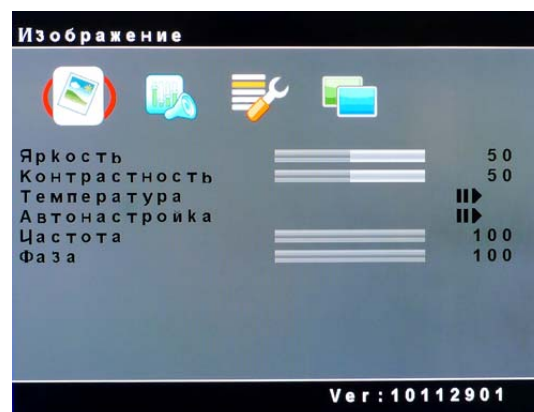 Изображение
Яркость 50
Контрастность 50
Температура
Автонастройка
Частота 100
Фаза 100
Ver:10112901